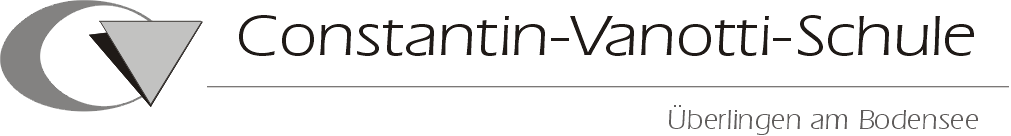 Constantin-Vanotti-Schule
Überlingen am Bodensee